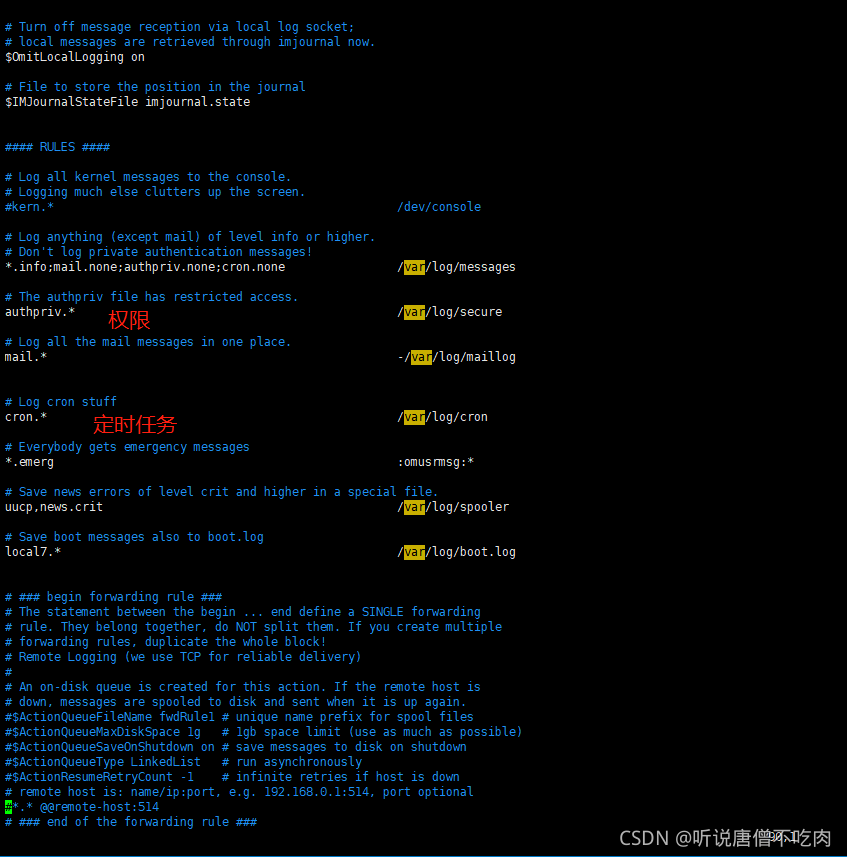 # Turn off message reception via local log socket;
# local messages are retrieved through imjournal now.
$OmitLocalLogging on
# File to store the position in the journal
$IMJournalStateFile imjournal.state
#### RULES ####
# Log all kernel messages to the console.
# Logging much else clutters up the screen.
#kern.* /dev/console
# Log anything (except mail) of level info or higher.
# Don't log private authentication messages!
*.info;mail.none;authpriv.none;cron.none /var/log/messages
# The authpriv file has restricted access.
authpriv.* /var/log/secure
权限
# Log all the mail messages in one place.
mail.* -/var/log/maillog
# Log cron stuff
cron.* /var/log/cron
定时任务
# Everybody gets emergency messages
*.emerg :omusrmsg:*
# Save news errors of level crit and higher in a special file.
uucp,news.crit /var/log/spooler
# Save boot messages also to boot.log
local7.* /var/log/boot.log
# ### begin forwarding rule ###
# The statement between the begin ... end define a SINGLE forwarding
# rule. They belong together, do NOT split them. If you create multiple
# forwarding rules, duplicate the whole block!
# Remote Logging (we use TCP for reliable delivery)
#
# An on-disk queue is created for this action. If the remote host is
# down, messages are spooled to disk and sent when it is up again.
#$ActionQueueFileName fwdRule1 # unique name prefix for spool files
#$ActionQueueMaxDiskSpace 1g # 1gb space limit (use as much as possible)
#$ActionQueueSaveOnShutdown on # save messages to disk on shutdown
#$ActionQueueType LinkedList # run asynchronously
#$ActionResumeRetryCount -1 # infinite retries if host is down
# remote host is: name/ip:port, e.g. 192.168.0.1:514, port optional
#*.* @@remote-host:514
# ### end of the forwarding rule ###
CSDN @听说唐僧不吃肉